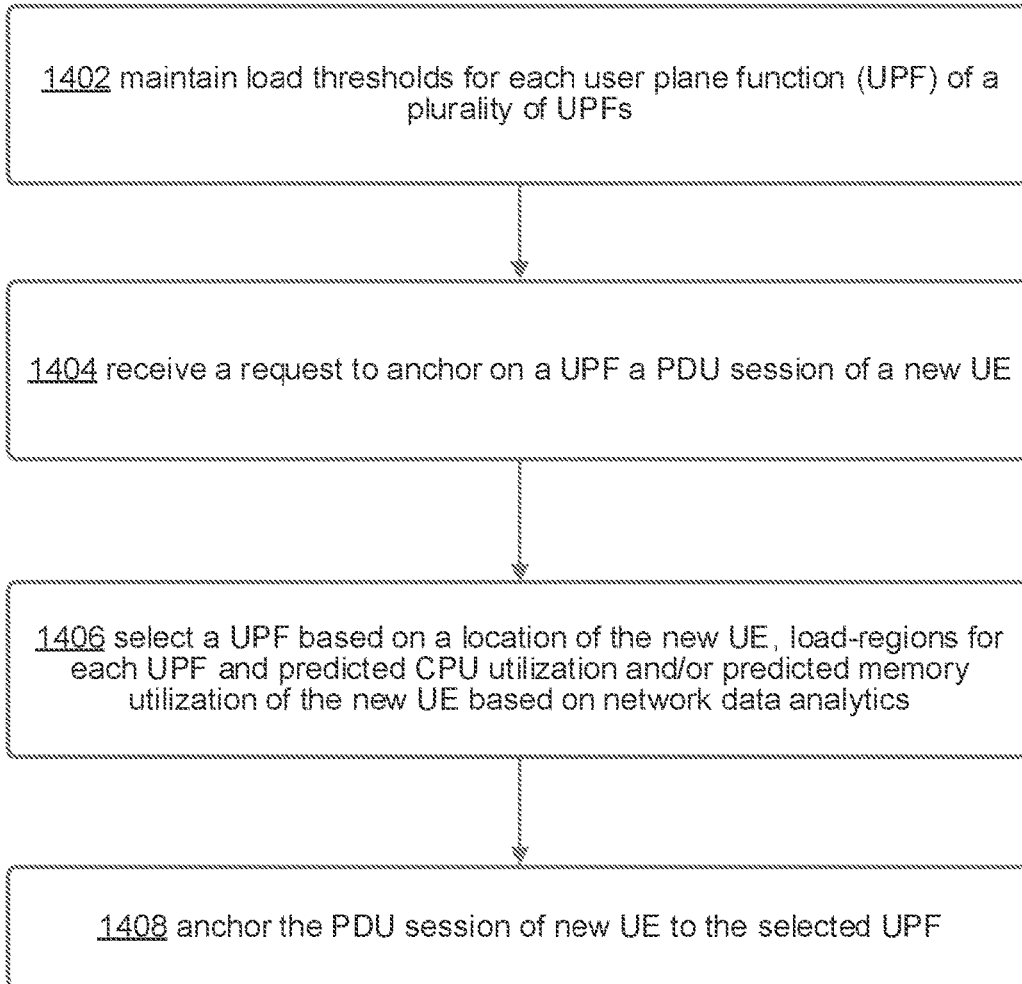 1402 maintain load thresholds for each user plane function (UPF) of a
plurality of UPFs
1404 receive a request to anchor on a UPF a PDU session of a new UE
1406 select a UPF based on a location of the new UE, load-regions for
each UPF and predicted CPU utilization and/or predicted memory
utilization of the new UE based on network data analytics
1408 anchor the PDU session of new UE to the selected UPF